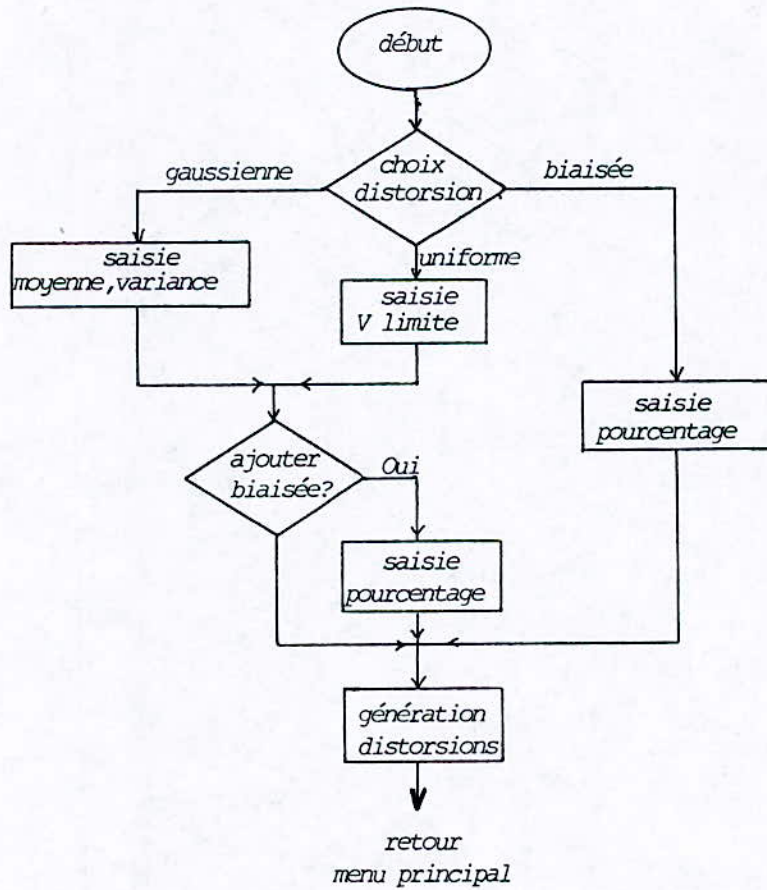 début
choix
distorsion
gaussienne
biaisée
uniforme
saisie
moyenne,variance
saisie
V limite
saisie
pourcentage
ajouter
biaisée?
Oui
saisie
pourcentage
génération
distorsions
retour
menu principal